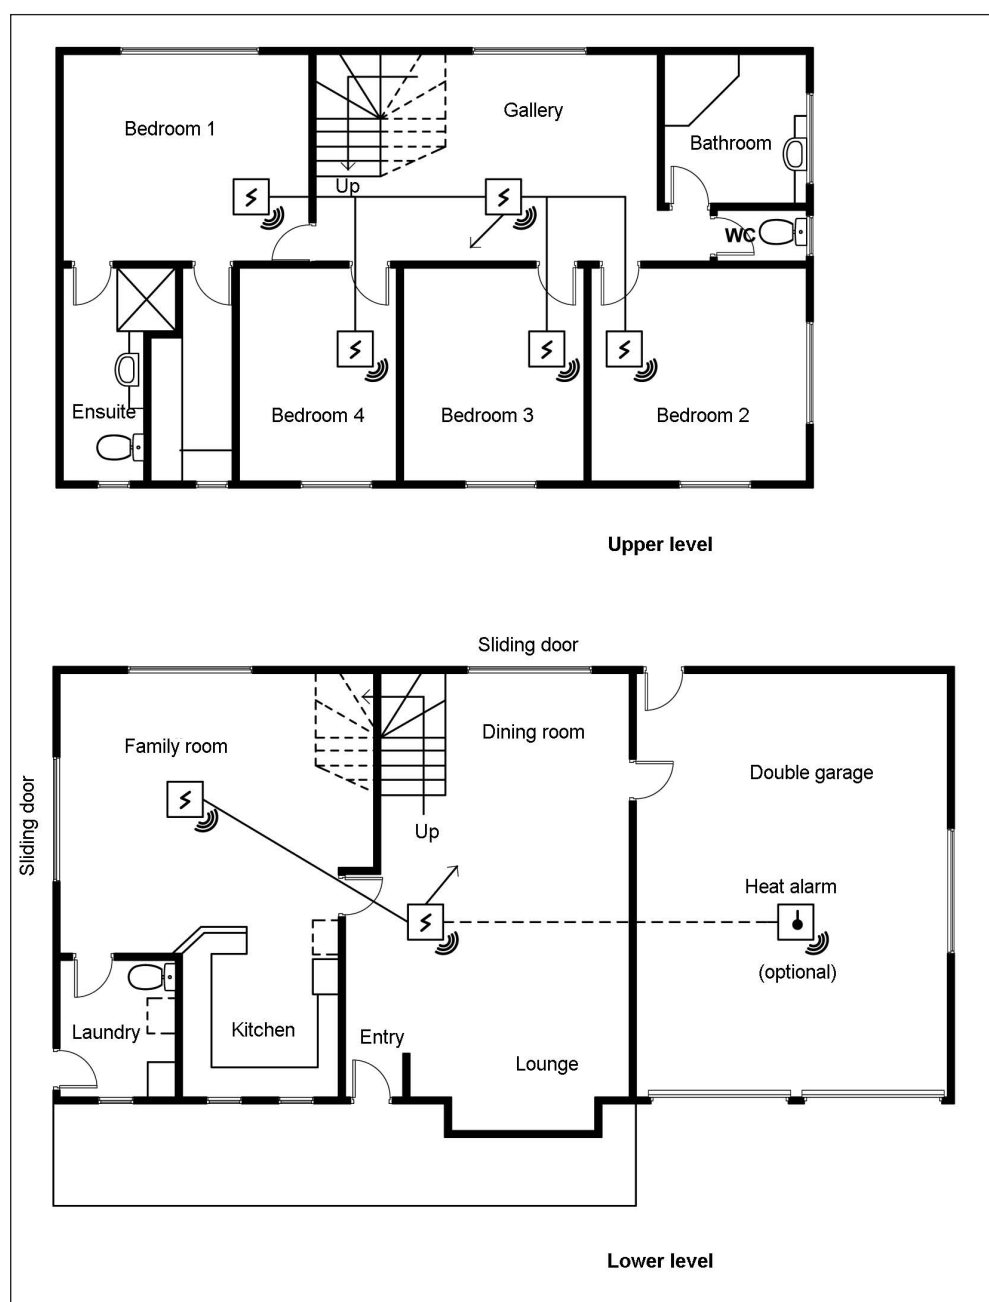 Bedroom 1
Gallery
Bathroom
Up
WC
Ensuite
Bedroom 4
Bedroom 3
Bedroom 2
Upper level
Sliding door
Family room
Dining room
Double garage
Sliding door
Up
Heat alarm
(optional)
Laundry
Kitchen
Entry
Lounge
Lower level